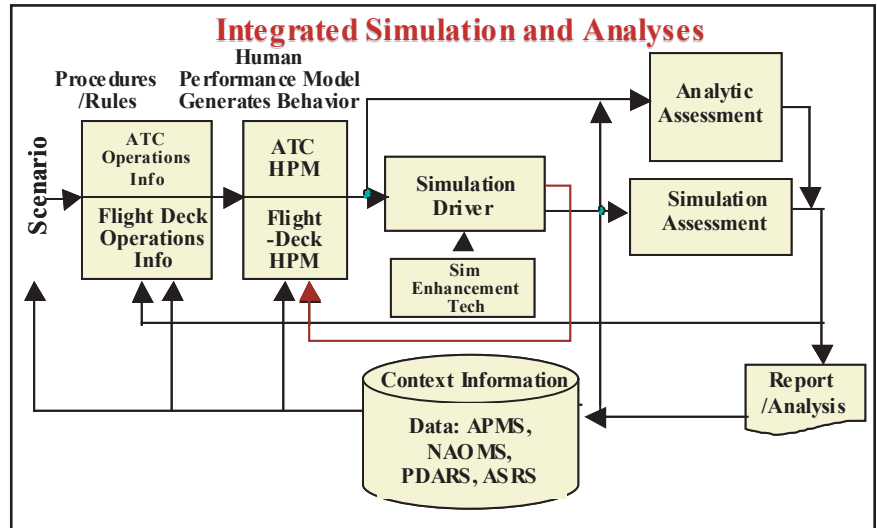 Integrated Simulation and Analyses
Procedures
/Rules
Human
Performance Model
Generates Behavior
Scenario
ATC
Operations
Info
Flight Deck
Operations
Info
ATC
HPM
Flight
-Deck
HPM
Simulation
Driver
Sim
Enhancement
Tech
Analytic
Assessment
Simulation
Assessment
Report
/Analysis
Context Information
Data: APMS,
NAOMS,
PDARS, ASRS